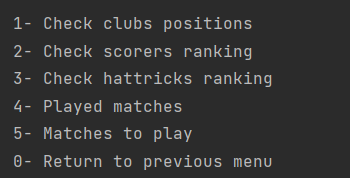 1- Check clubs positions
2- Check scorers ranking
3- Check hattricks ranking
4- Played matches
5- Matches to play
0- Return to previous menu